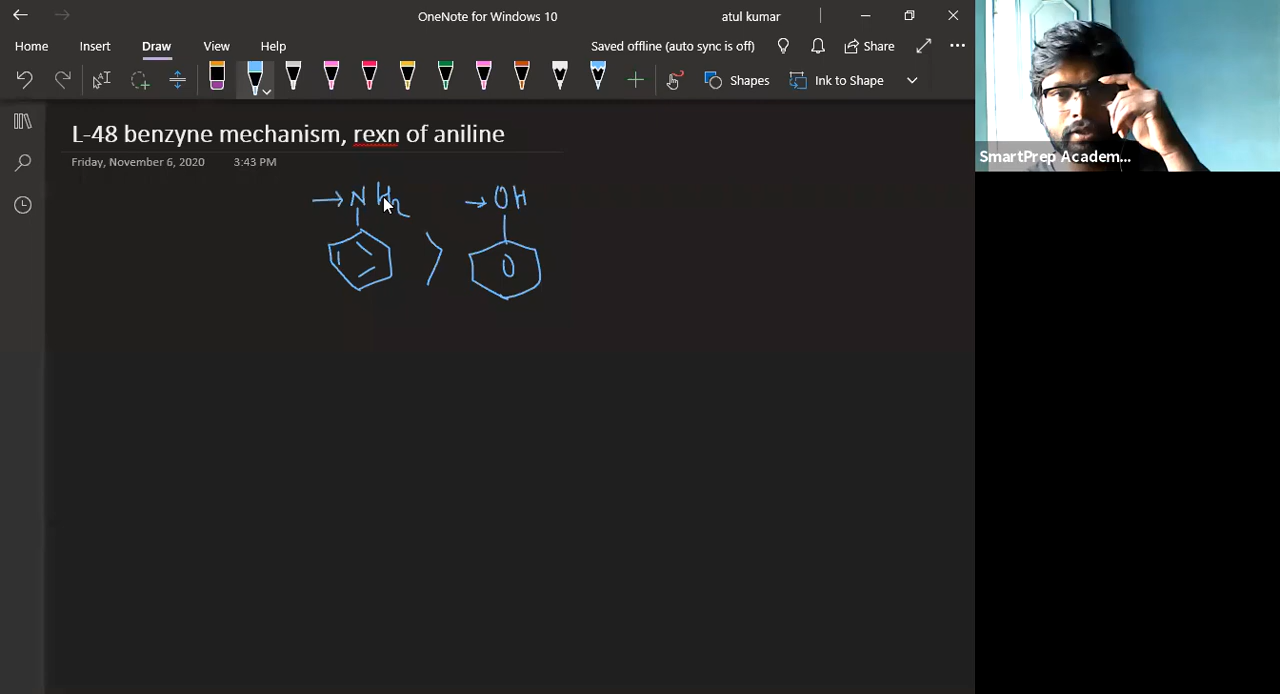 OneNote for Windows 10
atul kumar
Home Insert Draw View Help
Saved offline (auto sync is off)
Share
Shapes
Ink to Shape
L-48 benzyne mechanism, rexn of aniline
Friday, November 6, 2020 3:43 PM
→NH2 →OH
>
SmartPrep Academ...